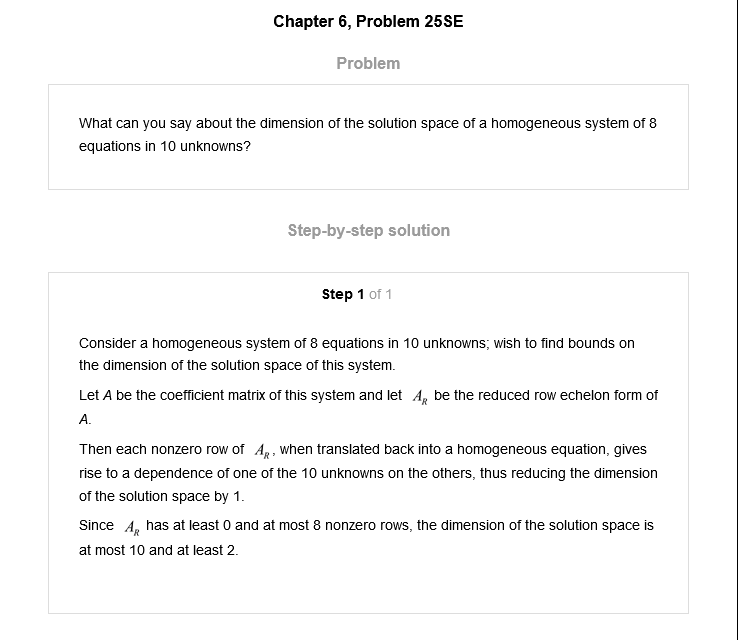 Chapter 6, Problem 25SE
Problem
What can you say about the dimension of the solution space of a homogeneous system of 8
equations in 10 unknowns?
Step-by-step solution
Step 1 of 1
Consider a homogeneous system of 8 equations in 10 unknowns; wish to find bounds on
the dimension of the solution space of this system.
Let A be the coefficient matrix of this system and let A_R be the reduced row echelon form of
A.
Then each nonzero row of A_R, when translated back into a homogeneous equation, gives
rise to a dependence of one of the 10 unknowns on the others, thus reducing the dimension
of the solution space by 1.
Since A_R has at least 0 and at most 8 nonzero rows, the dimension of the solution space is
at most 10 and at least 2.